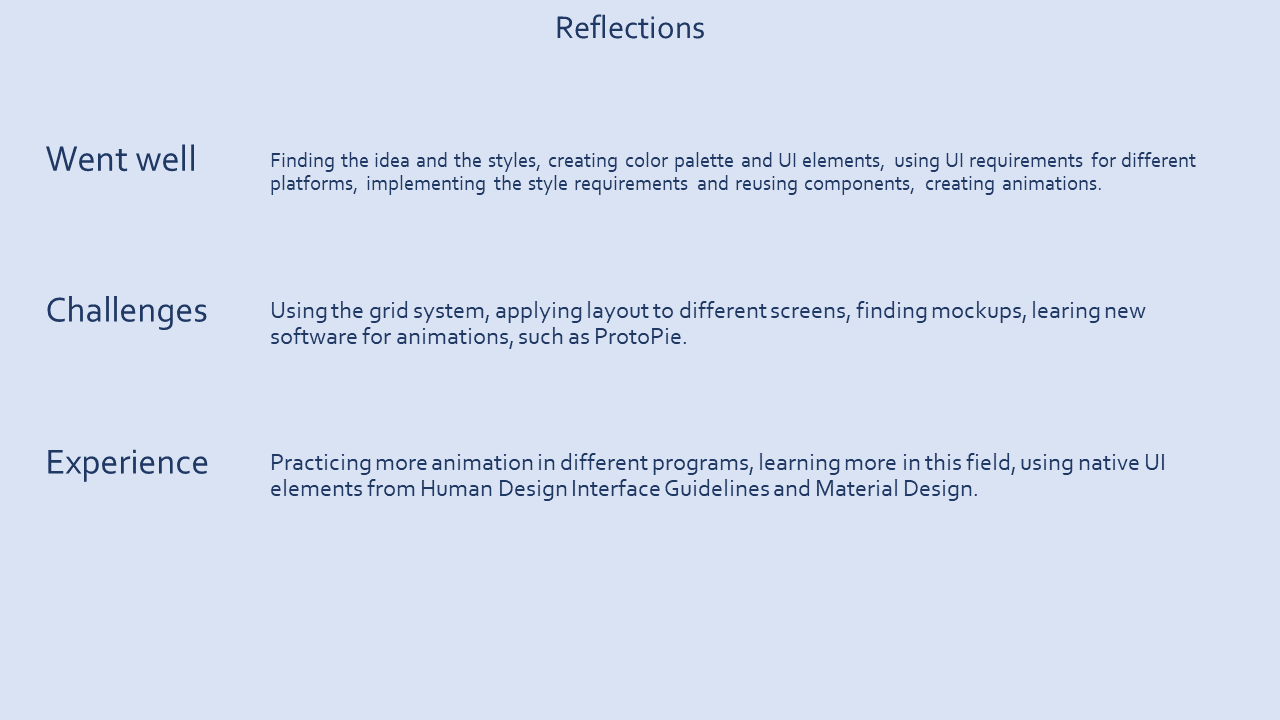 Reflections
Went well
Finding the idea and the styles, creating color palette and UI elements, using UI requirements for different
platforms, implementing the style requirements and reusing components, creating animations.
Challenges
Using the grid system, applying layout to different screens, finding mockups, learing new
software for animations, such as ProtoPie.
Experience
Practicing more animation in different programs, learning more in this field, using native UI
elements from Human Design Interface Guidelines and Material Design.